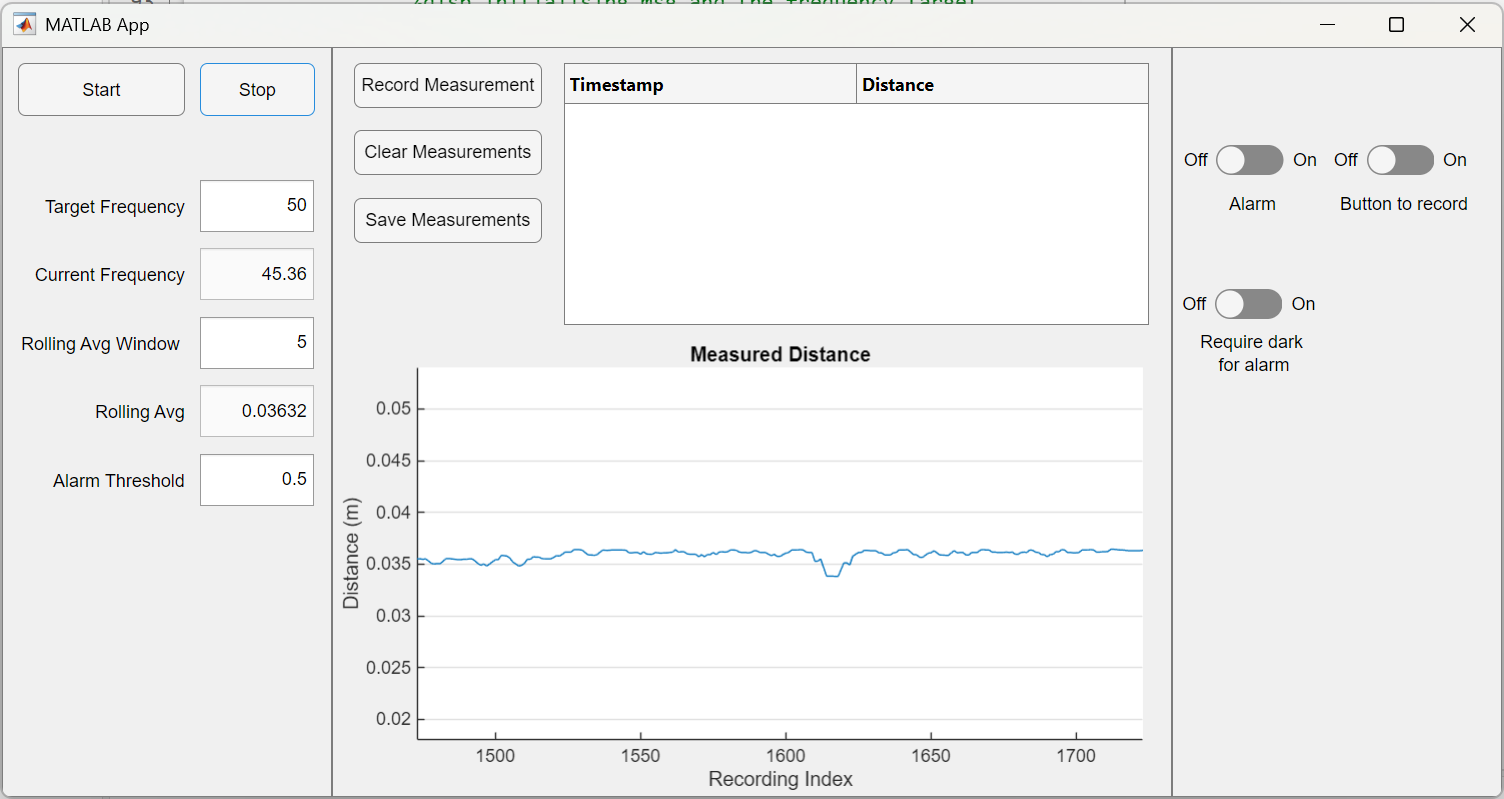 95
MATLAB App
Start
Stop
Target Frequency
50
Current Frequency
45.36
Rolling Avg Window
5
Rolling Avg
0.03632
Alarm Threshold
0.5
Record Measurement
Clear Measurements
Save Measurements
Timestamp Distance
Measured Distance
0.05
0.045
0.04
0.035
0.03
0.025
0.02
Distance (m)
1500 1550 1600 1650 1700
Recording Index
Off On
Alarm
Off On
Button to record
Off On
Require dark
for alarm